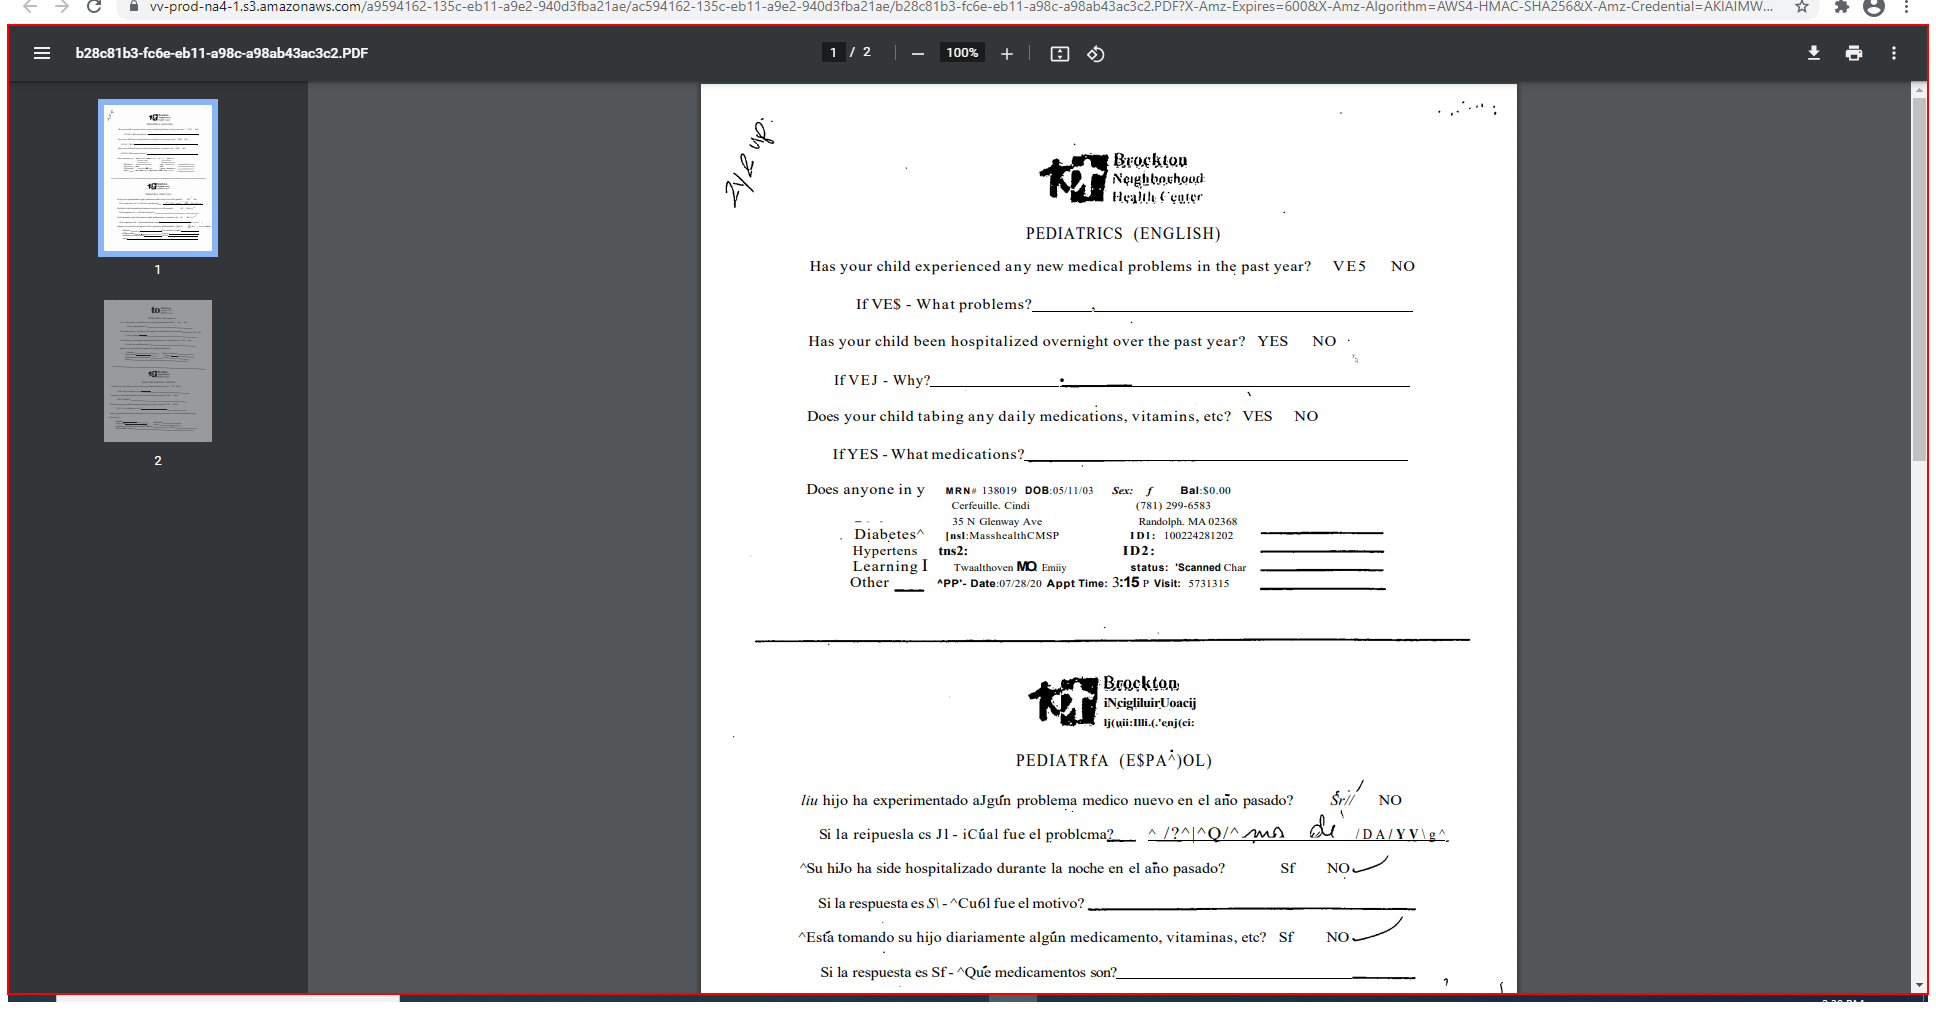 vv-prod-na4-1.s3.amazonaws.com/a9594162-135c-eb11-a9e2-940d3fba21ae/ac594162-135c-eb11-a9e2-940d3fba21ae/b28c81b3-fc6e-eb11-a98c-a98ab43ac3c2.PDF?X-Amz-Expires=600&X-Amz-Algorithm=AWS4-HMAC-SHA256&X-Amz-Credential=AKIAIMW...
b28c81b3-fc6e-eb11-a98c-a98ab43ac3c2.PDF 1 / 2 100%
1
2
Brockton
Neighborhood
Health Center
PEDIATRICS (ENGLISH)
Has your child experienced any new medical problems in the past year? VE5 NO
If VE$ - What problems?
Has your child been hospitalized overnight over the past year? YES NO
If VEJ - Why?
Does your child tabing any daily medications, vitamins, etc? VES NO
If YES - What medications?
Does anyone in y MRN# 138019 DOB:05/11/03 Sex: f Bal:$0.00
Cerfeuille. Cindi (781) 299-6583
35 N Glenway Ave Randolph. MA 02368
Diabetes^ [nsl:MasshealthCMSP ID1: 100224281202
Hypertens tns2: ID2:
Learning I Twaalthoven MO. Emiiy status: 'Scanned Char
Other ^PP'- Date:07/28/20 Appt Time: 3:15 P Visit: 5731315
Brockton
iNcigliluirUoacij
lj(uii:Illi.(.'enj(ci:
PEDIATRfA (E$PA^)OL)
liu hijo ha experimentado aJgún problema medico nuevo en el año pasado? Sr// NO
Si la reipuesla cs Jl - iCúal fue el problcma? ^ /?^|^Q/^ de /DA/YV\g^
^Su hiJo ha side hospitalizado durante la noche en el año pasado? Sf NO
Si la respuesta es S\ - ^Cu6l fue el motivo?
^Está tomando su hijo diariamente algún medicamento, vitaminas, etc? Sf NO
Si la respuesta es Sf - ^Qué medicamentos son?